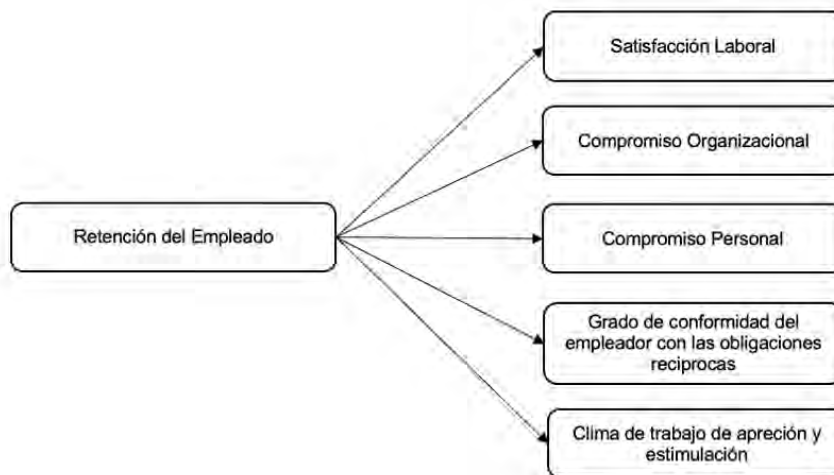 Satisfacción Laboral
Compromiso Organizacional
Retención del Empleado
Compromiso Personal
Grado de conformidad del
empleador con las obligaciones
reciprocas
Clima de trabajo de apreción y
estimulación